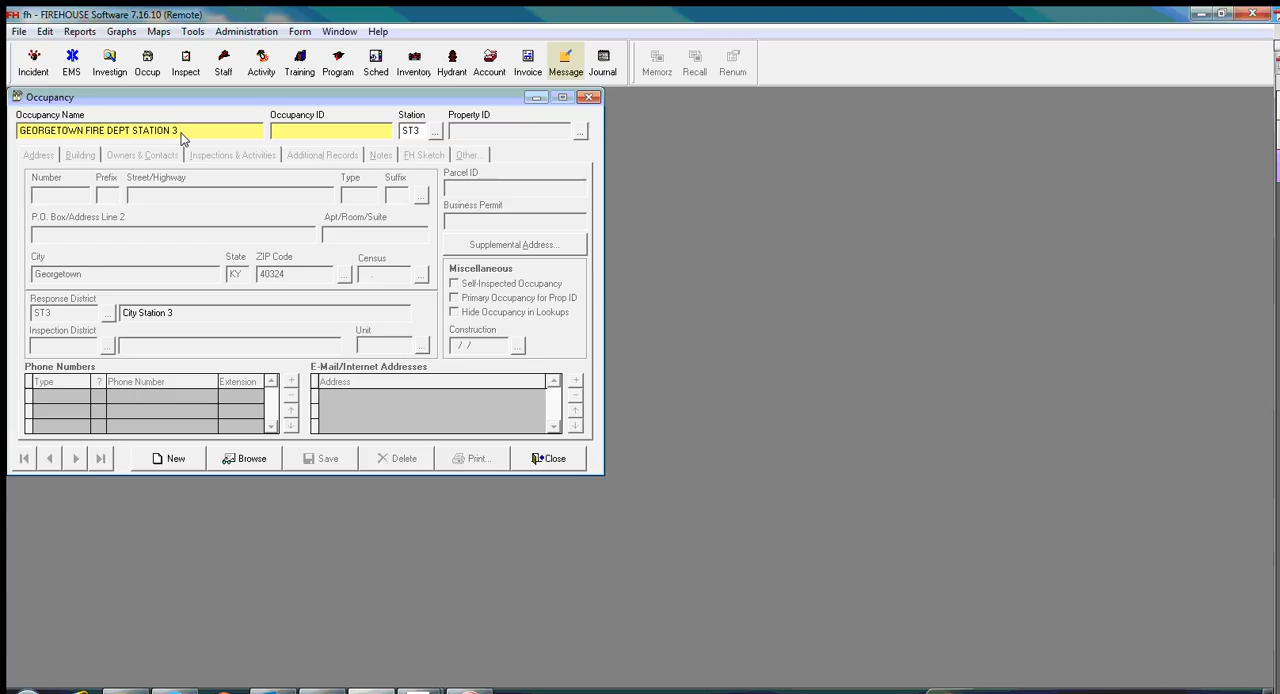 FH fh - FIREHOUSE Software 7.16.10 (Remote)
File Edit Reports Graphs Maps Tools Administration Form Window Help
Incident EMS Investign Occup Inspect Staff Activity Training Program Sched Inventory Hydrant Account Invoice Message Journal Memorz Recall Renum
Occupancy
Occupancy Name Occupancy ID Station Property ID
GEORGETOWN FIRE DEPT STATION 3 ST3 ... ...
Address Building Owners & Contacts Inspections & Activities Additional Records Notes FH Sketch Other...
Number Prefix Street/Highway Type Suffix
...
P.O. Box/Address Line 2 Apt/Room/Suite
City State ZIP Code Census
Georgetown KY 40324 ... . ...
Response District
ST3 ... City Station 3
Inspection District Unit
... ...
Parcel ID
Business Permit
Supplemental Address...
Miscellaneous
Self-Inspected Occupancy
Primary Occupancy for Prop ID
Hide Occupancy in Lookups
Construction
/ / ...
Phone Numbers
Type ? Phone Number Extension
E-Mail/Internet Addresses
Address
New Browse Save Delete Print... Close